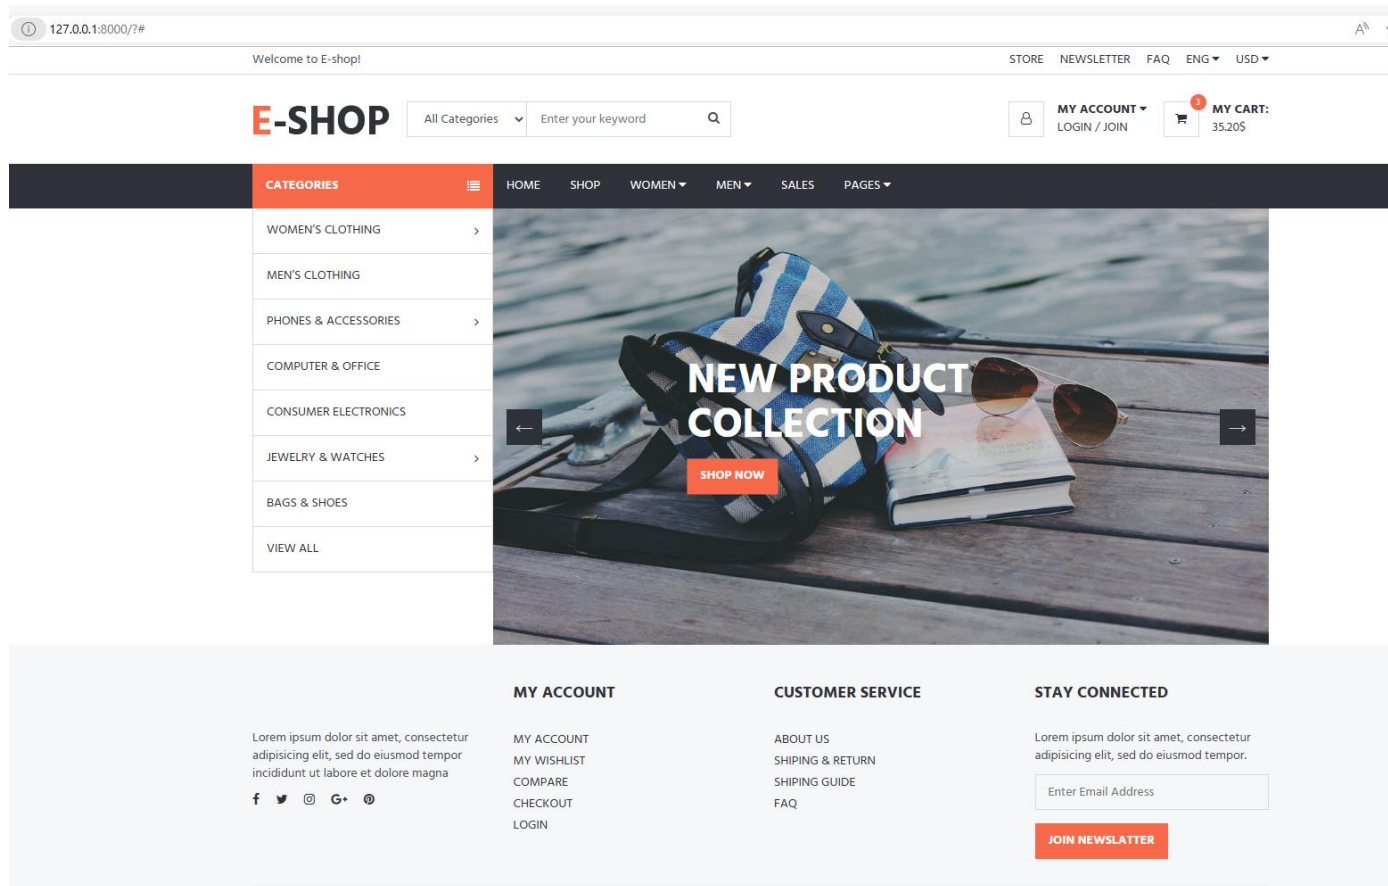 127.0.0.1:8000/?#
Welcome to E-shop!
STORE NEWSLETTER FAQ ENG USD
E-SHOP
All Categories
Enter your keyword
MY ACCOUNT
LOGIN / JOIN
3
MY CART:
35.20$
CATEGORIES
HOME SHOP WOMEN MEN SALES PAGES
WOMEN'S CLOTHING
MEN'S CLOTHING
PHONES & ACCESSORIES
COMPUTER & OFFICE
CONSUMER ELECTRONICS
JEWELRY & WATCHES
BAGS & SHOES
VIEW ALL
NEW PRODUCT
COLLECTION
SHOP NOW
Lorem ipsum dolor sit amet, consectetur
adipisicing elit, sed do eiusmod tempor
incididunt ut labore et dolore magna
MY ACCOUNT
MY ACCOUNT
MY WISHLIST
COMPARE
CHECKOUT
LOGIN
CUSTOMER SERVICE
ABOUT US
SHIPING & RETURN
SHIPING GUIDE
FAQ
STAY CONNECTED
Lorem ipsum dolor sit amet, consectetur
adipisicing elit, sed do eiusmod tempor.
Enter Email Address
JOIN NEWSLATTER